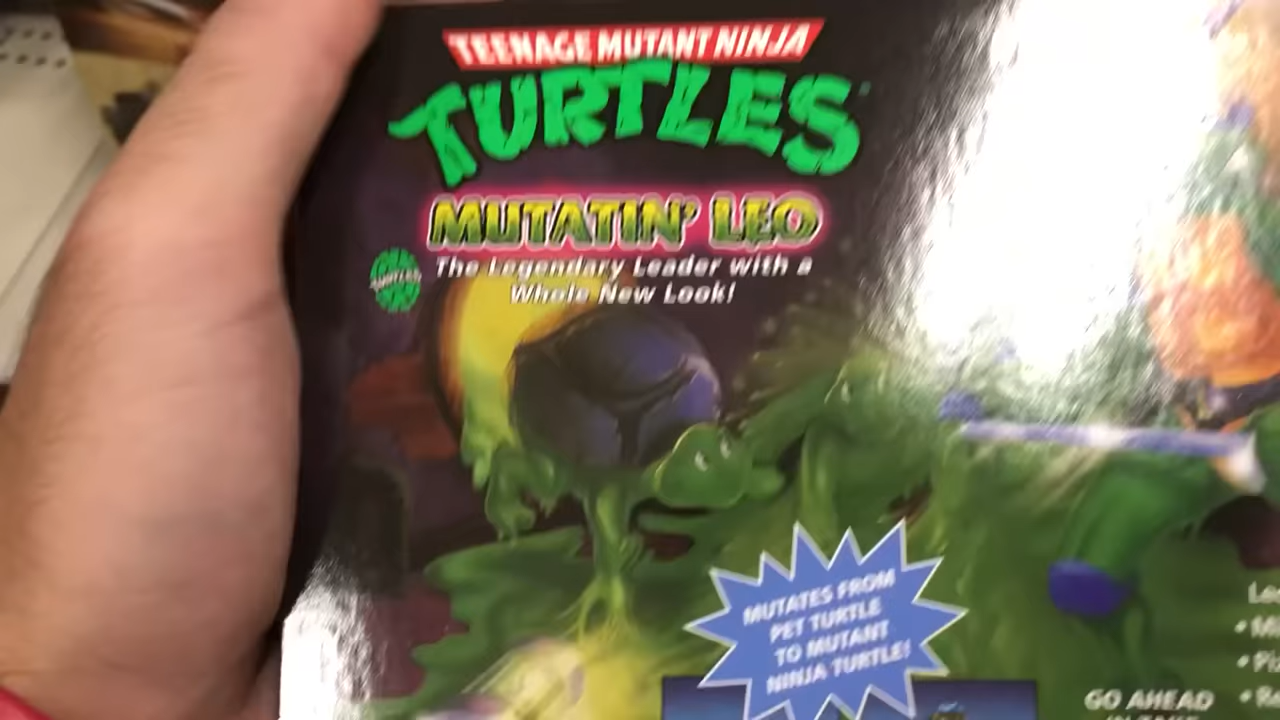 TEENAGE MUTANT NINJA
TURTLES
MUTATIN' LEO
TURTLES
The Legendary Leader with a
Whole New Look!
MUTATES FROM
PET TURTLE
TO MUTANT
NINJA TURTLE!
GO AHEAD